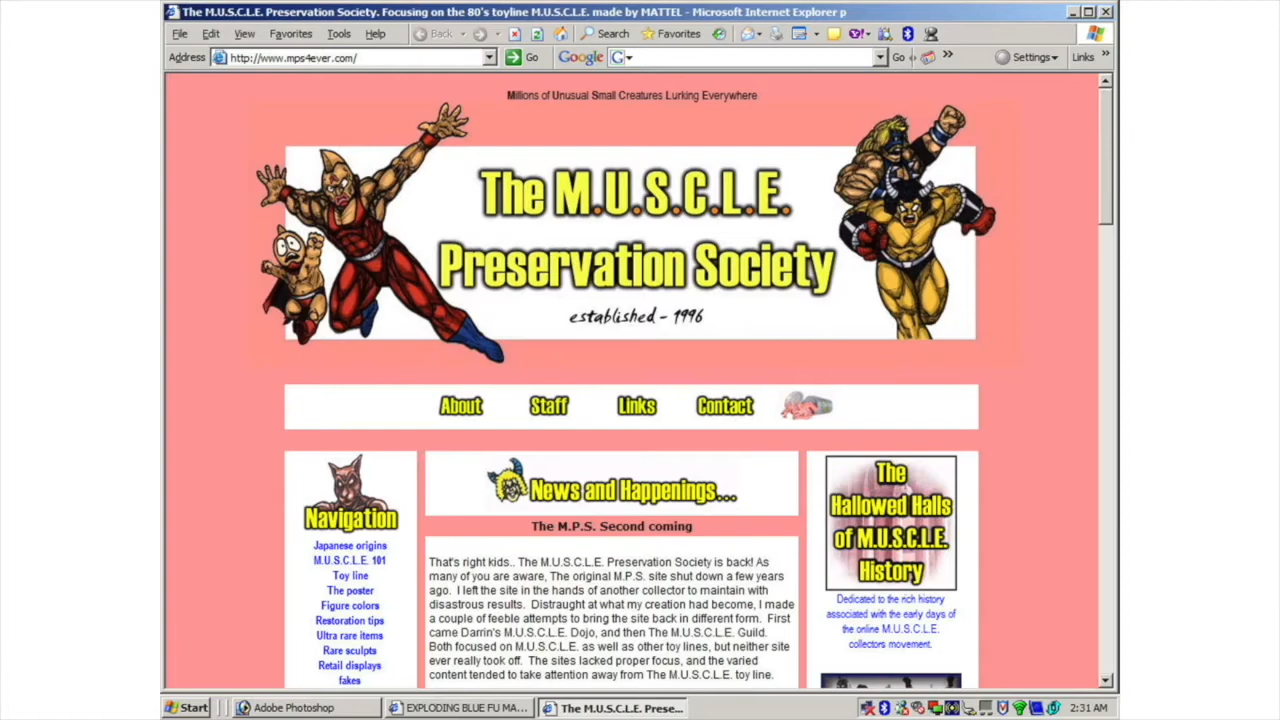 The M.U.S.C.L.E. Preservation Society. Focusing on the 80's toyline M.U.S.C.L.E. made by MATTEL - Microsoft Internet Explorer p
File Edit View Favorites Tools Help Back Search Favorites
Address http://www.mps4ever.com/ Go Google G Go Settings Links
Millions of Unusual Small Creatures Lurking Everywhere
The M.U.S.C.L.E.
Preservation Society
established - 1996
About Staff Links Contact
Navigation
Japanese origins
M.U.S.C.L.E. 101
Toy line
The poster
Figure colors
Restoration tips
Ultra rare items
Rare sculpts
Retail displays
fakes
News and Happenings...
The M.P.S. Second coming
That's right kids.. The M.U.S.C.L.E. Preservation Society is back! As
many of you are aware, The original M.P.S. site shut down a few years
ago. I left the site in the hands of another collector to maintain with
disastrous results. Distraught at what my creation had become, I made
a couple of feeble attempts to bring the site back in different form. First
came Darrin's M.U.S.C.L.E. Dojo, and then The M.U.S.C.L.E. Guild.
Both focused on M.U.S.C.L.E. as well as other toy lines, but neither site
ever really took off. The sites lacked proper focus, and the varied
content tended to take attention away from The M.U.S.C.L.E. toy line.
The
Hallowed Halls
of M.U.S.C.L.E.
History
Dedicated to the rich history
associated with the early days of
the online M.U.S.C.L.E.
collectors movement.
Start Adobe Photoshop EXPLODING BLUE FU MA... The M.U.S.C.L.E. Prese... 2:31 AM